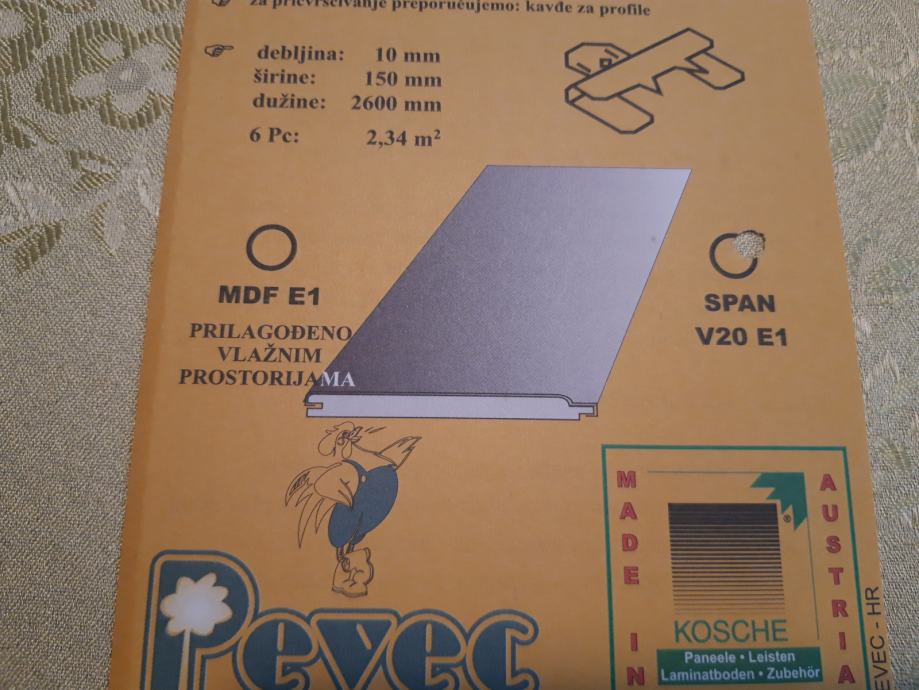 za pričvršćivanje preporučujemo: kavđe za profile
debljina: 10 mm
širine: 150 mm
dužine: 2600 mm
6 Pc: 2,34 m²
MDF E1
PRILAGOĐENO
VLAŽNIM
PROSTORIJAMA
SPAN
V20 E1
MADE IN
AUSTRIA
®
KOSCHE
Paneele • Leisten
Laminatboden • Zubehör
Pevec
EVEC - HR